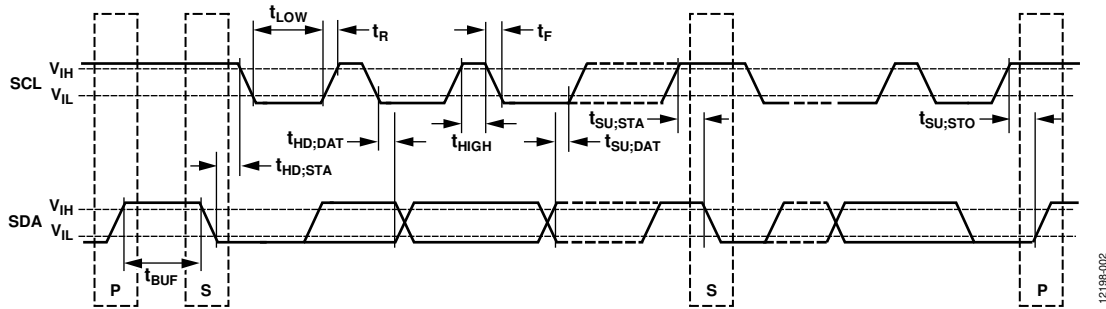 tLOW
tR
tF
SCL
VIH
VIL
tHD;DAT
tHIGH
tSU;STA
tSU;DAT
tSU;STO
tHD;STA
SDA
VIH
VIL
tBUF
P
S
S
P
12198-002